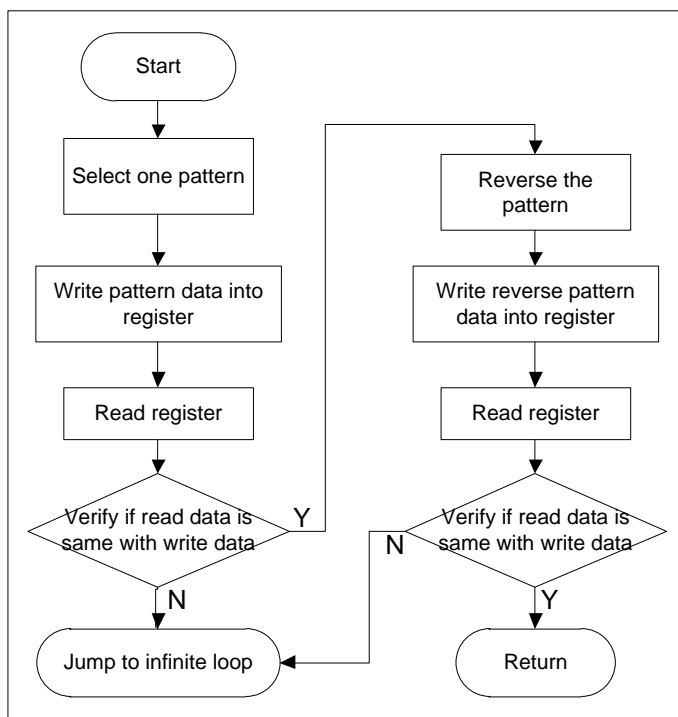 Start
Select one pattern
Write pattern data into
register
Read register
Verify if read data is
same with write data
Y
N
Jump to infinite loop
Reverse the
pattern
Write reverse pattern
data into register
Read register
Verify if read data is
same with write data
N
Y
Return